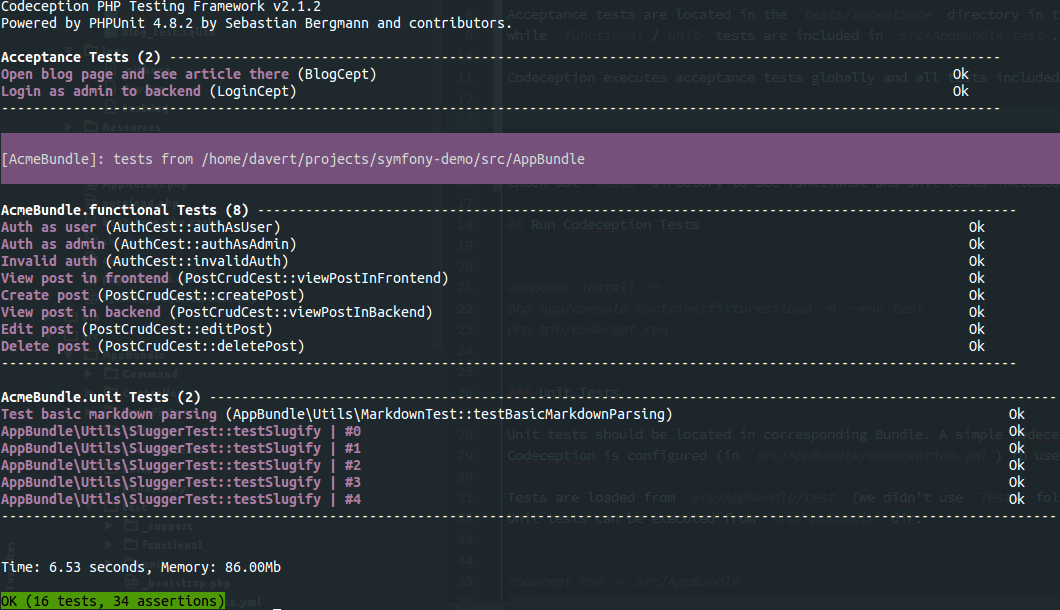 Codeception PHP Testing Framework v2.1.2
Powered by PHPUnit 4.8.2 by Sebastian Bergmann and contributors.
Acceptance Tests (2) ------------------------------------------------------------------------------------------------
Open blog page and see article there (BlogCept) Ok
Login as admin to backend (LoginCept) Ok
-----------------------------------------------------------------------------------------------------------------------------
[AcmeBundle]: tests from /home/davert/projects/symfony-demo/src/AppBundle
AcmeBundle.functional Tests (8) -----------------------------------------------------------------------------------------------
Auth as user (AuthCest::authAsUser) Ok
Auth as admin (AuthCest::authAsAdmin) Ok
Invalid auth (AuthCest::invalidAuth) Ok
View post in frontend (PostCrudCest::viewPostInFrontend) Ok
Create post (PostCrudCest::createPost) Ok
View post in backend (PostCrudCest::viewPostInBackend) Ok
Edit post (PostCrudCest::editPost) Ok
Delete post (PostCrudCest::deletePost) Ok
-------------------------------------------------------------------------------------------------------------------------------
AcmeBundle.unit Tests (2) ----------------------------------------------------------------------------------------------------------
Test basic markdown parsing (AppBundle\Utils\MarkdownTest::testBasicMarkdownParsing) Ok
AppBundle\Utils\SluggerTest::testSlugify | #0 Ok
AppBundle\Utils\SluggerTest::testSlugify | #1 Ok
AppBundle\Utils\SluggerTest::testSlugify | #2 Ok
AppBundle\Utils\SluggerTest::testSlugify | #3 Ok
AppBundle\Utils\SluggerTest::testSlugify | #4 Ok
------------------------------------------------------------------------------------------------------------------------------------
Time: 6.53 seconds, Memory: 86.00Mb
OK (16 tests, 34 assertions)